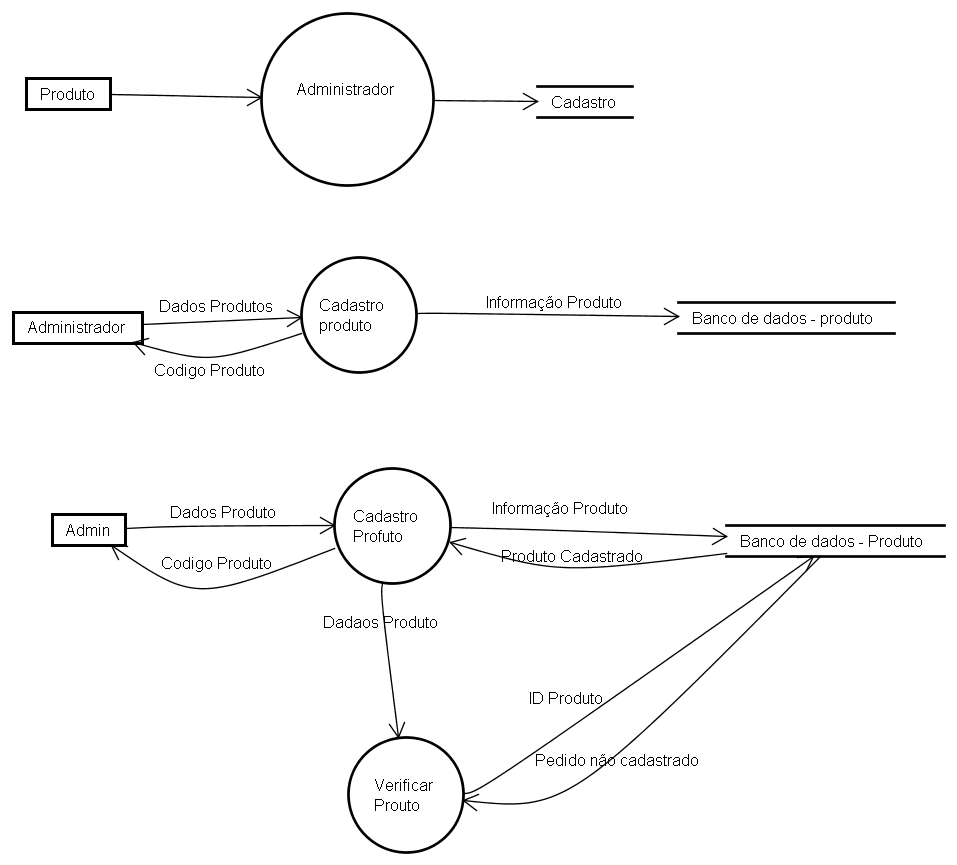 Produto
Administrador
Cadastro
Administrador
Dados Produtos
Codigo Produto
Cadastro
produto
Informação Produto
Banco de dados - produto
Admin
Dados Produto
Codigo Produto
Cadastro
Profuto
Informação Produto
Produto Cadastrado
Banco de dados - Produto
Dadaos Produto
ID Produto
Pedido não cadastrado
Verificar
Prouto